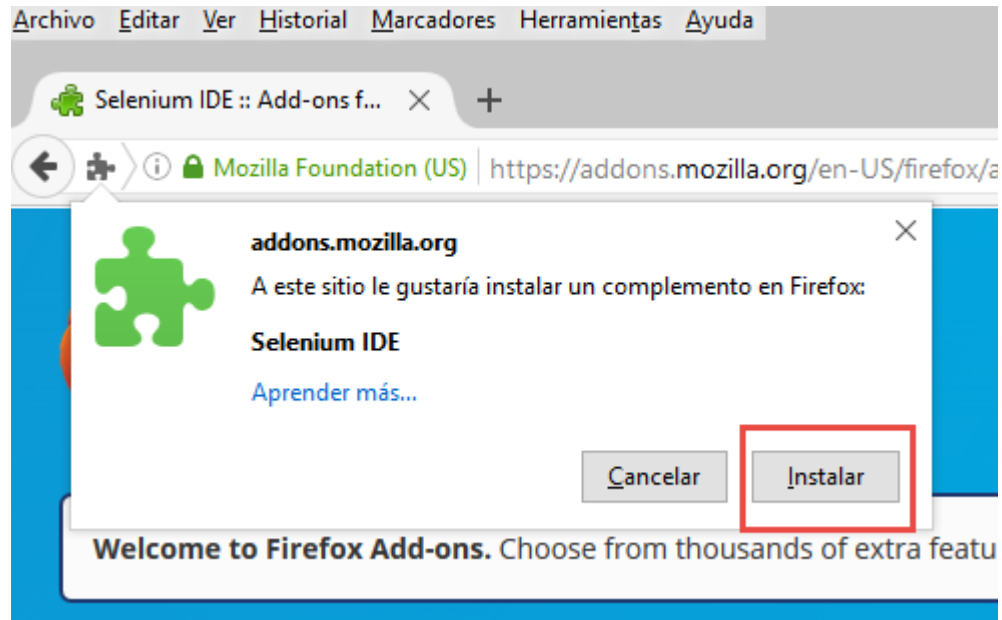 Archivo Editar Ver Historial Marcadores Herramientas Ayuda
Selenium IDE :: Add-ons f...
Mozilla Foundation (US) https://addons.mozilla.org/en-US/firefox/a
addons.mozilla.org
A este sitio le gustaría instalar un complemento en Firefox:
Selenium IDE
Aprender más...
Cancelar Instalar
Welcome to Firefox Add-ons. Choose from thousands of extra featu